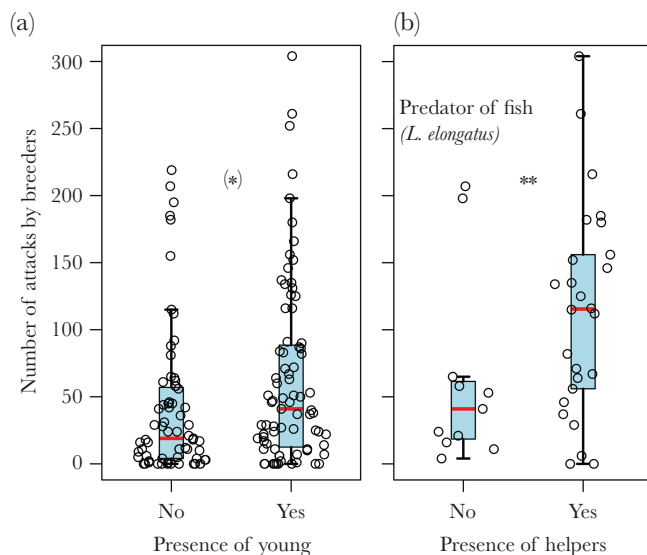 (a)
(b)
Number of attacks by breeders
300
250
200
150
100
50
0
(*)
Predator of fish
(L. elongatus)
**
No
Yes
No
Yes
Presence of young
Presence of helpers